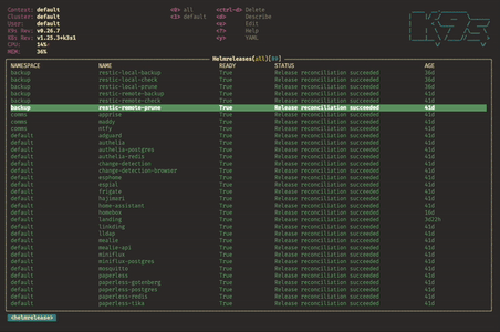 Context: default <0> all <ctrl-d> Delete
Cluster: default <1> default <d> Describe
User: default <e> Edit
K9s Rev: v0.26.7 <?> Help
K8s Rev: v1.25.3+k3s1 <y> YAML
CPU: 14%
MEM: 36%
Helmreleases(all)
NAMESPACE NAME READY STATUS AGE
backup restic-local-backup True Release reconciliation succeeded 36d
backup restic-local-check True Release reconciliation succeeded 36d
backup restic-local-prune True Release reconciliation succeeded 36d
backup restic-remote-backup True Release reconciliation succeeded 41d
backup restic-remote-check True Release reconciliation succeeded 41d
backup restic-remote-prune True Release reconciliation succeeded 41d
comms apprise True Release reconciliation succeeded 41d
comms maddy True Release reconciliation succeeded 41d
comms ntfy True Release reconciliation succeeded 41d
default adguard True Release reconciliation succeeded 41d
default authelia True Release reconciliation succeeded 41d
default authelia-postgres True Release reconciliation succeeded 41d
default authelia-redis True Release reconciliation succeeded 41d
default change-detection True Release reconciliation succeeded 41d
default change-detection-browser True Release reconciliation succeeded 41d
default esphome True Release reconciliation succeeded 41d
default espial True Release reconciliation succeeded 41d
default frigate True Release reconciliation succeeded 41d
default hajimari True Release reconciliation succeeded 41d
default home-assistant True Release reconciliation succeeded 41d
default homebox True Release reconciliation succeeded
default landing True Release reconciliation succeeded
default linkding True Release reconciliation succeeded 41d
default lldap True Release reconciliation succeeded 41d
default mealie True Release reconciliation succeeded 41d
default mealie-api True Release reconciliation succeeded 41d
default miniflux True Release reconciliation succeeded 41d
default miniflux-postgres True Release reconciliation succeeded 41d
default mosquitto True Release reconciliation succeeded 41d
default paperless True Release reconciliation succeeded 41d
default paperless-gotenberg True Release reconciliation succeeded 41d
default paperless-postgres True Release reconciliation succeeded 41d
default paperless-redis True Release reconciliation succeeded 41d
default paperless-tika True Release reconciliation succeeded 41d
<helmreleases>